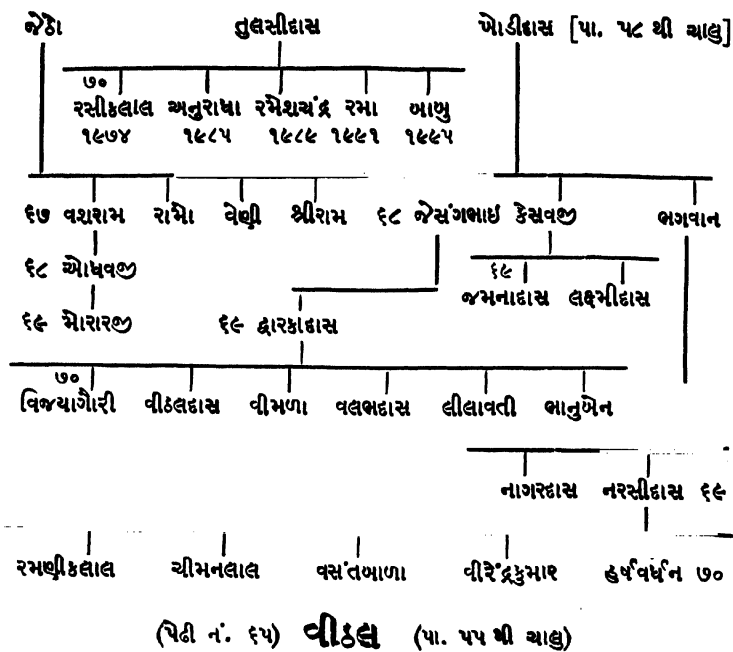 જેઠો તુલસીદાસ ખોડીદાસ [પા. ૫૮ થી ચાલુ]
૭૦
રસીકલાલ અનુરાધા રમેશચંદ્ર રમા બાબુ
૧૯૭૪ ૧૯૮૫ ૧૯૮૯ ૧૯૯૧ ૧૯૯૫
૬૭ વશરામ રામો વેણી શ્રીરામ ૬૮ જેસંગભાઇ કેસવજી ભગવાન
૬૮ ઓધવજી
૬૯
જમનાદાસ લક્ષ્મીદાસ
૬૯ મોરારજી ૬૯ દ્વારકાદાસ
૭૦
વિજયાગૌરી વીઠલદાસ વીમળા વલભદાસ લીલાવતી ભાનુબેન
નાગરદાસ નરસીદાસ ૬૯
રમણીકલાલ ચીમનલાલ વસંતબાળા વીરેંદ્રકુમાર હર્ષવર્ધન ૭૦
(પેઢી નં. ૬૫) વીઠલ (પા. ૫૫ થી ચાલુ)